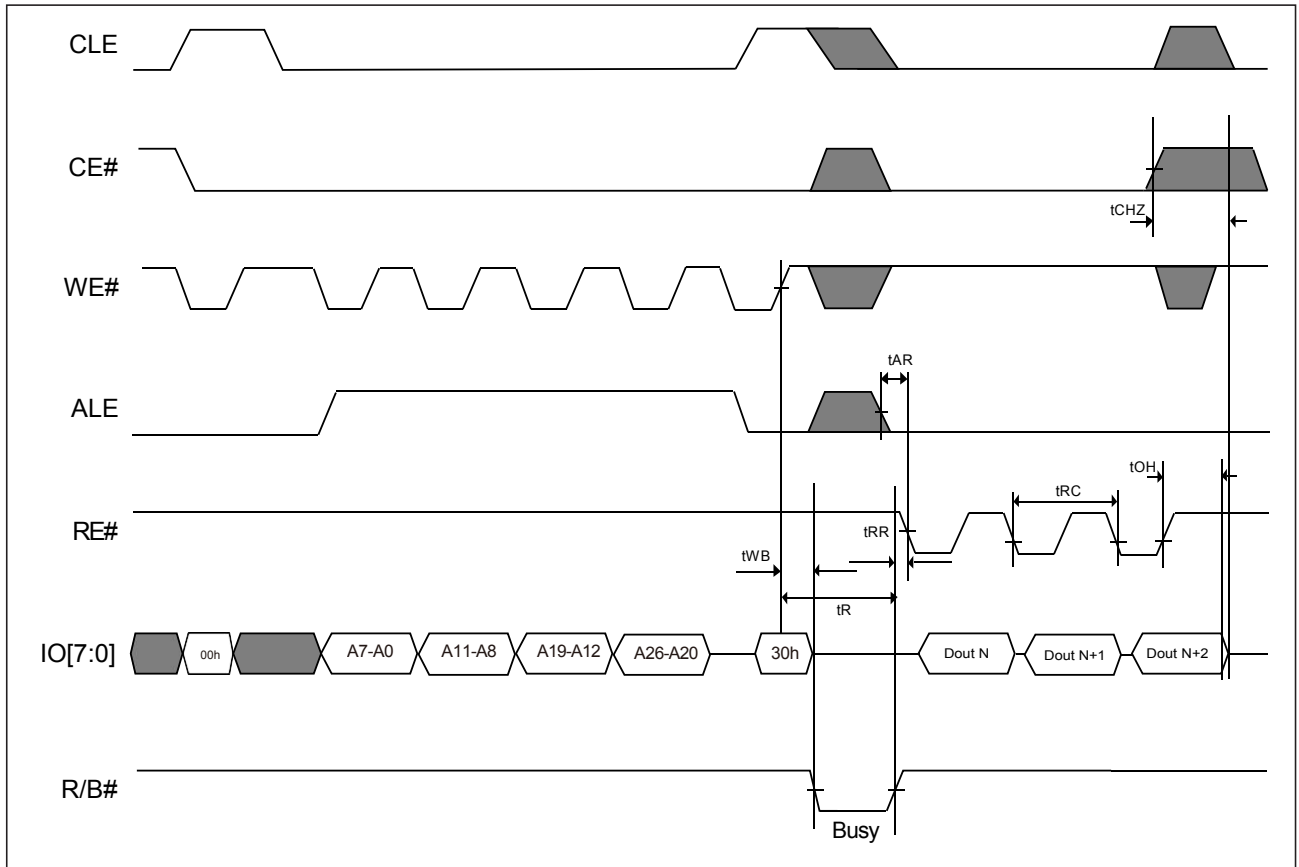 CLE
CE#
tCHZ
WE#
tAR
ALE
tOH
tRC
RE#
tRR
tWB
tR
IO[7:0]
00h
A7-A0
A11-A8
A19-A12
A26-A20
30h
Dout N
Dout N+1
Dout N+2
R/B#
Busy